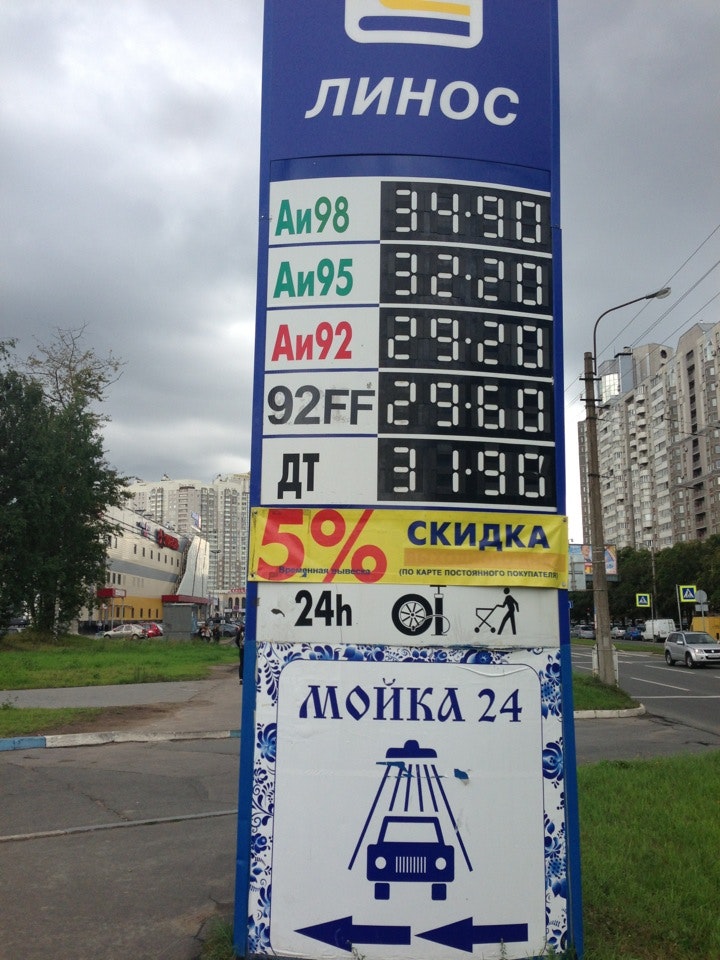 ЛИНОС
Аи98 34.90
Аи95 32.20
Аи92 29.20
92FF 29.60
ДТ 31.96
5% СКИДКА
Временная вывеска (ПО КАРТЕ ПОСТОЯННОГО ПОКУПАТЕЛЯ)
24h
МОЙКА 24